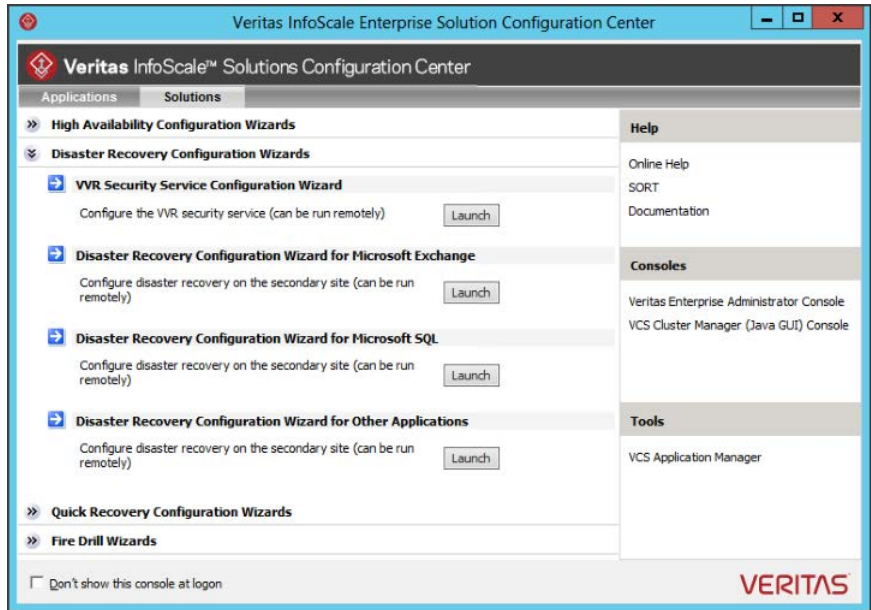 Veritas InfoScale Enterprise Solution Configuration Center
Veritas InfoScale™ Solutions Configuration Center
Applications
Solutions
High Availability Configuration Wizards
Disaster Recovery Configuration Wizards
VVR Security Service Configuration Wizard
Configure the VVR security service (can be run remotely)
Launch
Disaster Recovery Configuration Wizard for Microsoft Exchange
Configure disaster recovery on the secondary site (can be run
remotely)
Launch
Disaster Recovery Configuration Wizard for Microsoft SQL
Configure disaster recovery on the secondary site (can be run
remotely)
Launch
Disaster Recovery Configuration Wizard for Other Applications
Configure disaster recovery on the secondary site (can be run
remotely)
Launch
Quick Recovery Configuration Wizards
Fire Drill Wizards
Help
Online Help
SORT
Documentation
Consoles
Veritas Enterprise Administrator Console
VCS Cluster Manager (Java GUI) Console
Tools
VCS Application Manager
Don't show this console at logon
VERITAS